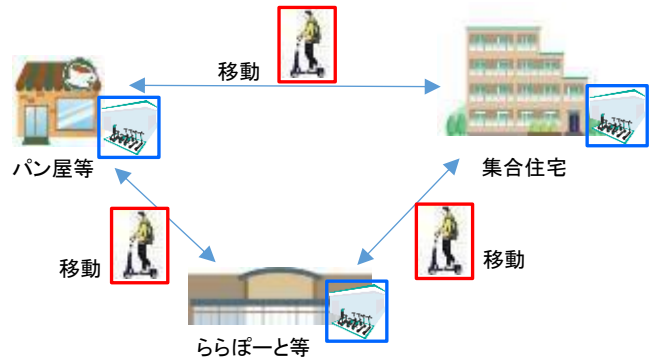 移動
パン屋等
集合住宅
移動
移動
ららぽーと等